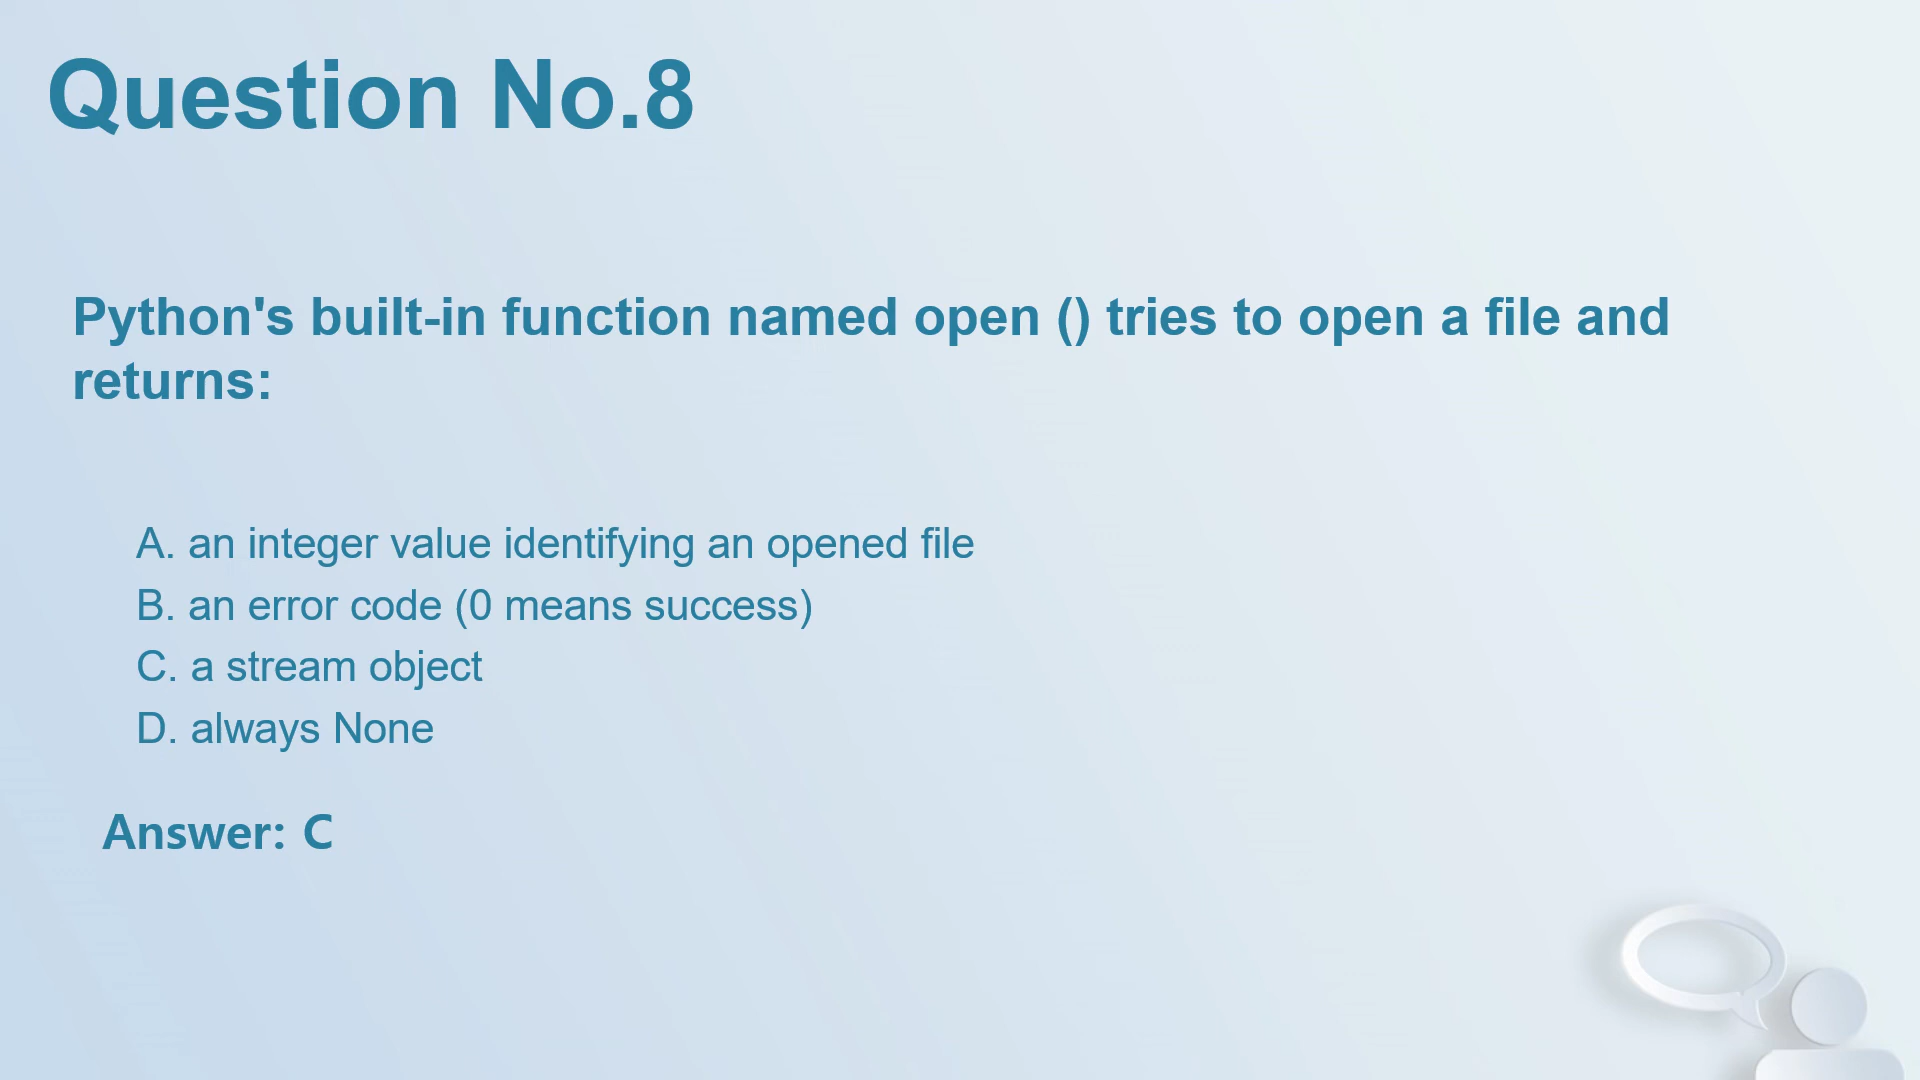 Question No.8
Python's built-in function named open () tries to open a file and
returns:
A. an integer value identifying an opened file
B. an error code (0 means success)
C. a stream object
D. always None
Answer: C